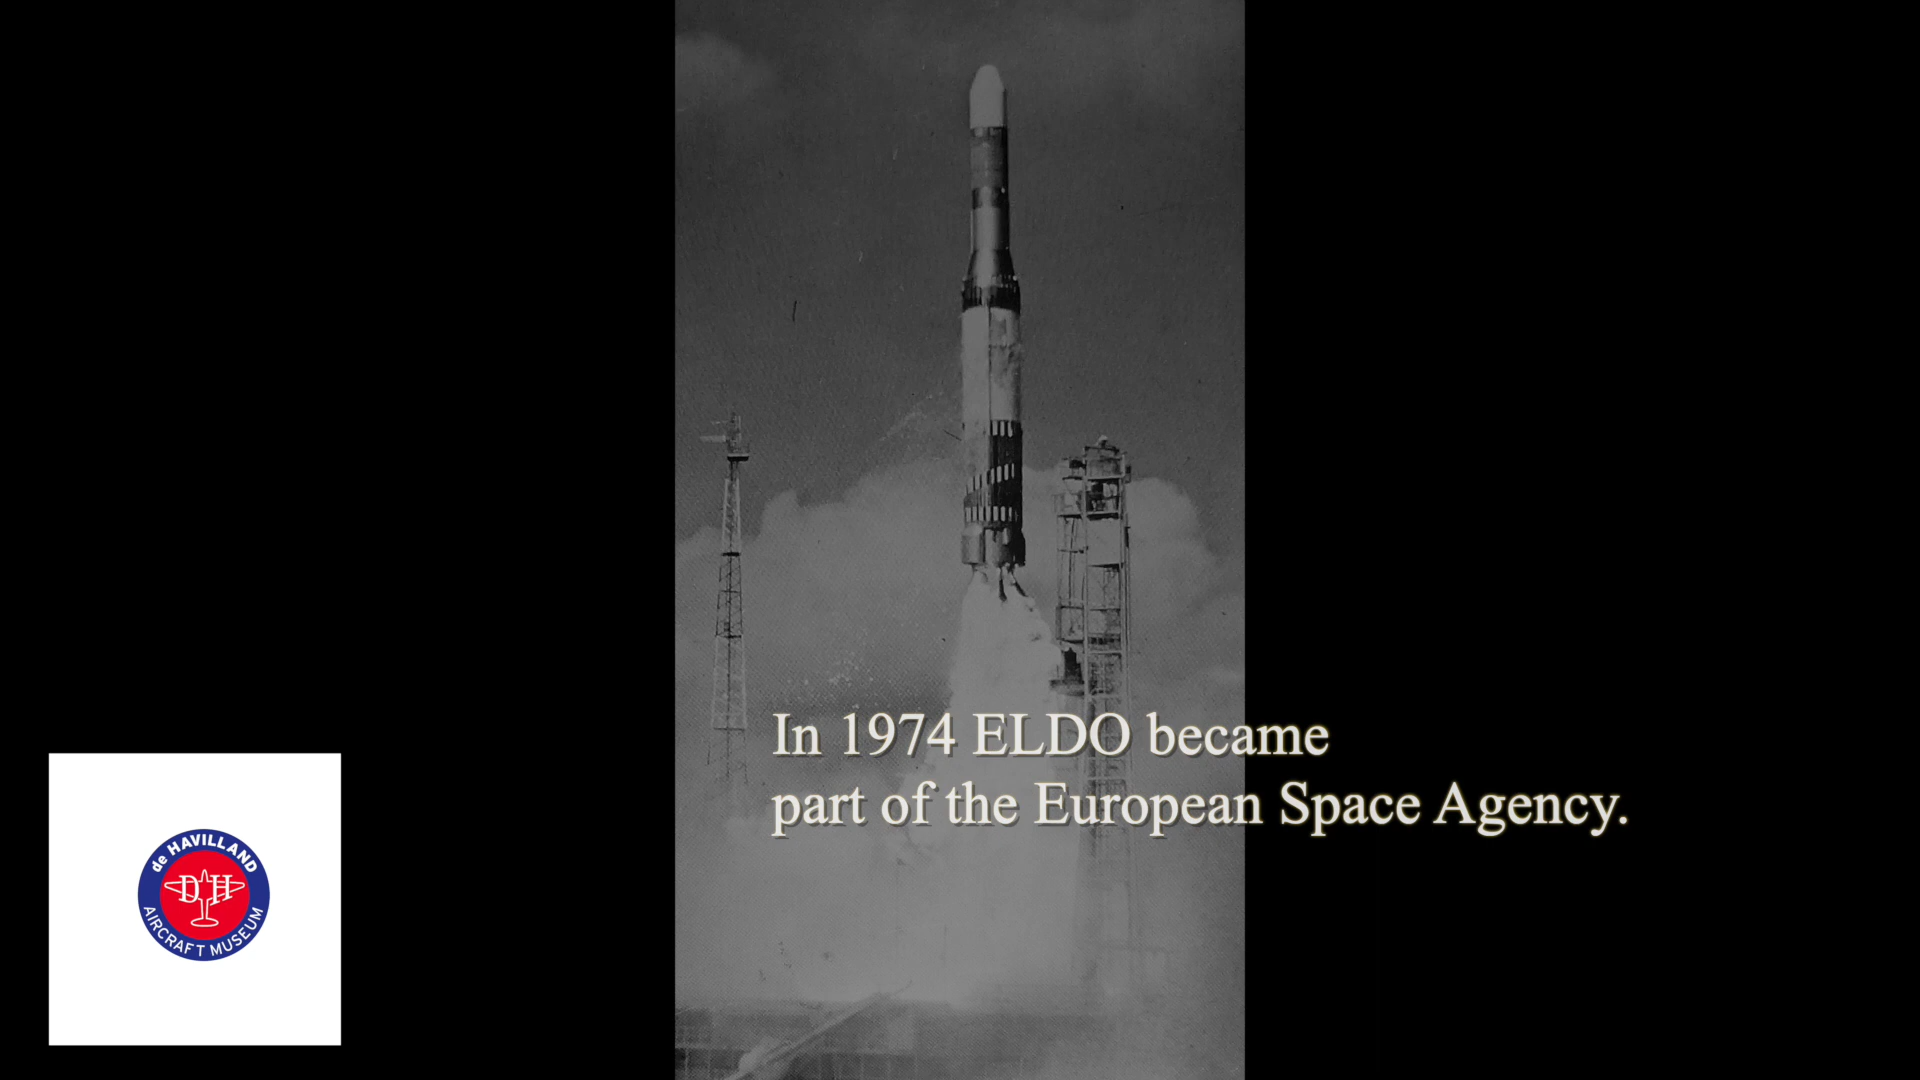 In 1974 ELDO became
part of the European Space Agency.
de HAVILLAND
DH
AIRCRAFT MUSEUM